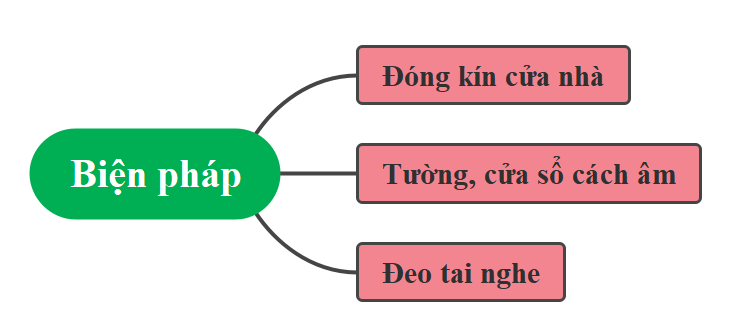 Biện pháp
Đóng kín cửa nhà
Tường, cửa sổ cách âm
Đeo tai nghe